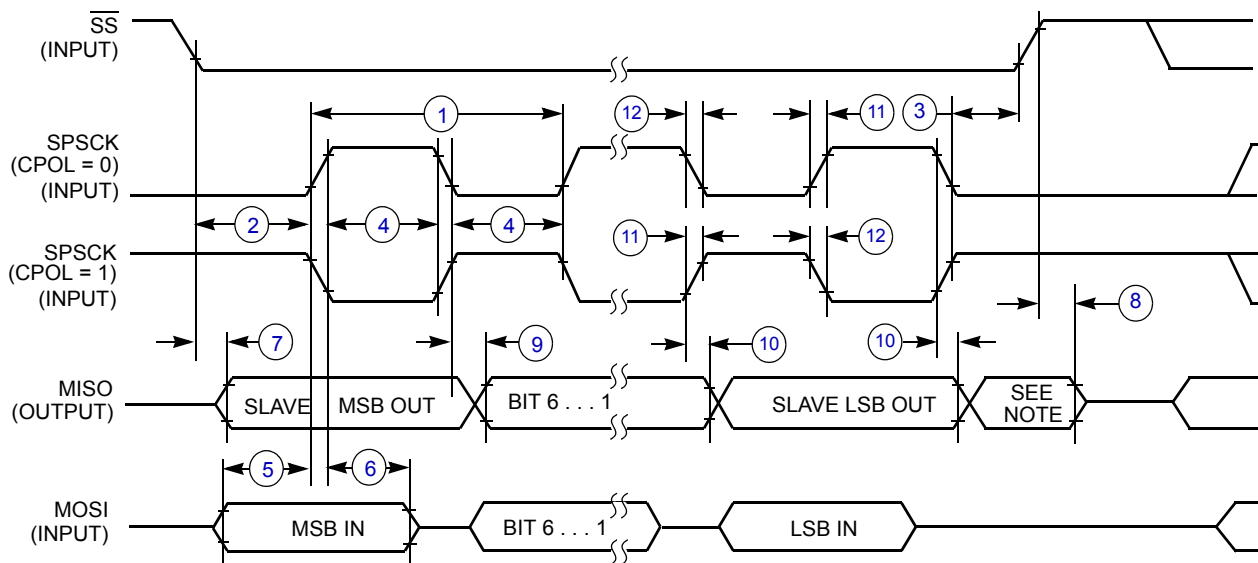 SS
(INPUT)
1
12
11
3
SPSCK
(CPOL = 0)
(INPUT)
2
4
4
SPSCK
(CPOL = 1)
(INPUT)
11
12
8
7
9
10
10
MISO
(OUTPUT)
SLAVE
MSB OUT
BIT 6 . . . 1
SLAVE LSB OUT
SEE
NOTE
5
6
MOSI
(INPUT)
MSB IN
BIT 6 . . . 1
LSB IN